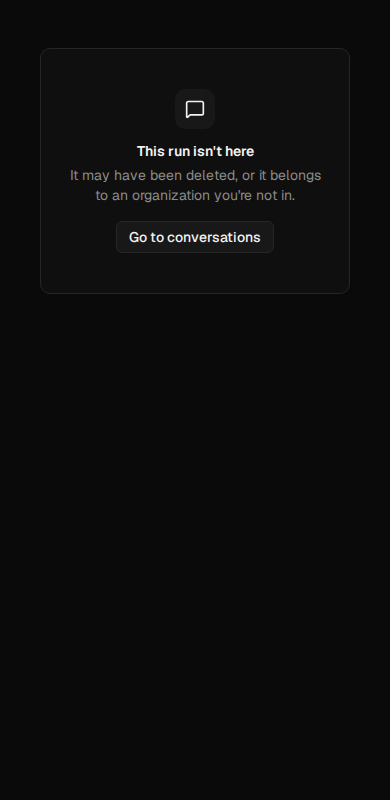 This run isn't here
It may have been deleted, or it belongs
to an organization you're not in.
Go to conversations